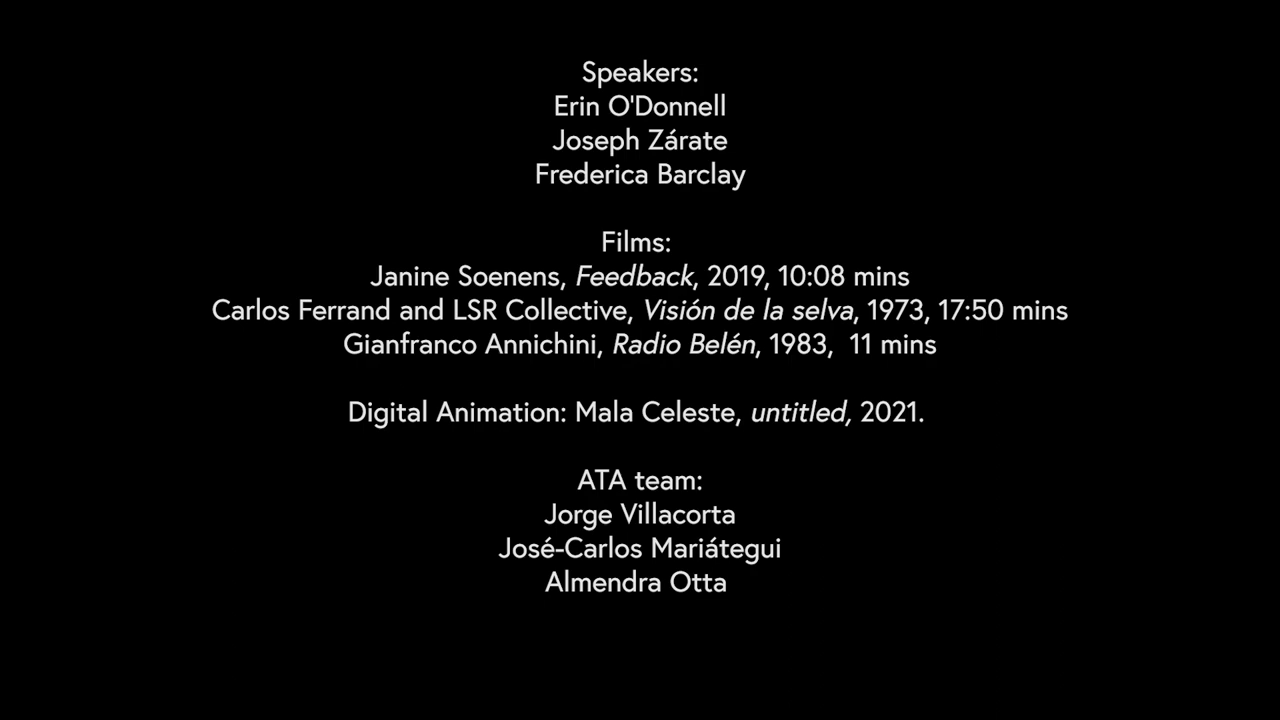 Speakers:
Erin O'Donnell
Joseph Zárate
Frederica Barclay
Films:
Janine Soenens, Feedback, 2019, 10:08 mins
Carlos Ferrand and LSR Collective, Visión de la selva, 1973, 17:50 mins
Gianfranco Annichini, Radio Belén, 1983, 11 mins
Digital Animation: Mala Celeste, untitled, 2021.
ATA team:
Jorge Villacorta
José-Carlos Mariátegui
Almendra Otta